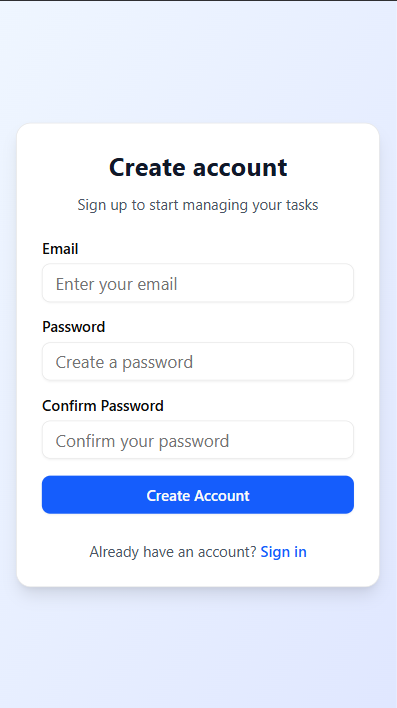 Create account
Sign up to start managing your tasks
Email
Enter your email
Password
Create a password
Confirm Password
Confirm your password
Create Account
Already have an account? Sign in